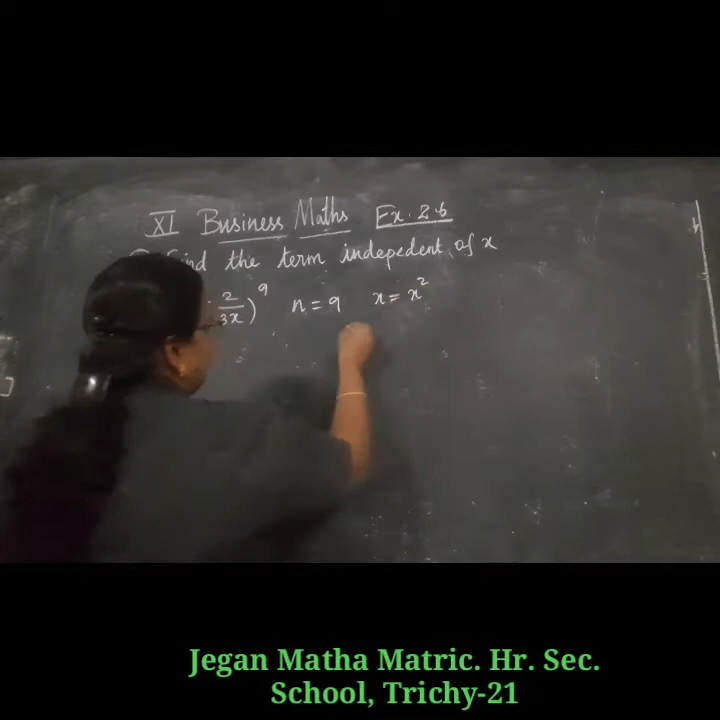 XI Business Maths Ex. 2.6
Find the term indepedent of x
2/3x)^9 n = 9 x = x^2
Jegan Matha Matric. Hr. Sec.
School, Trichy-21